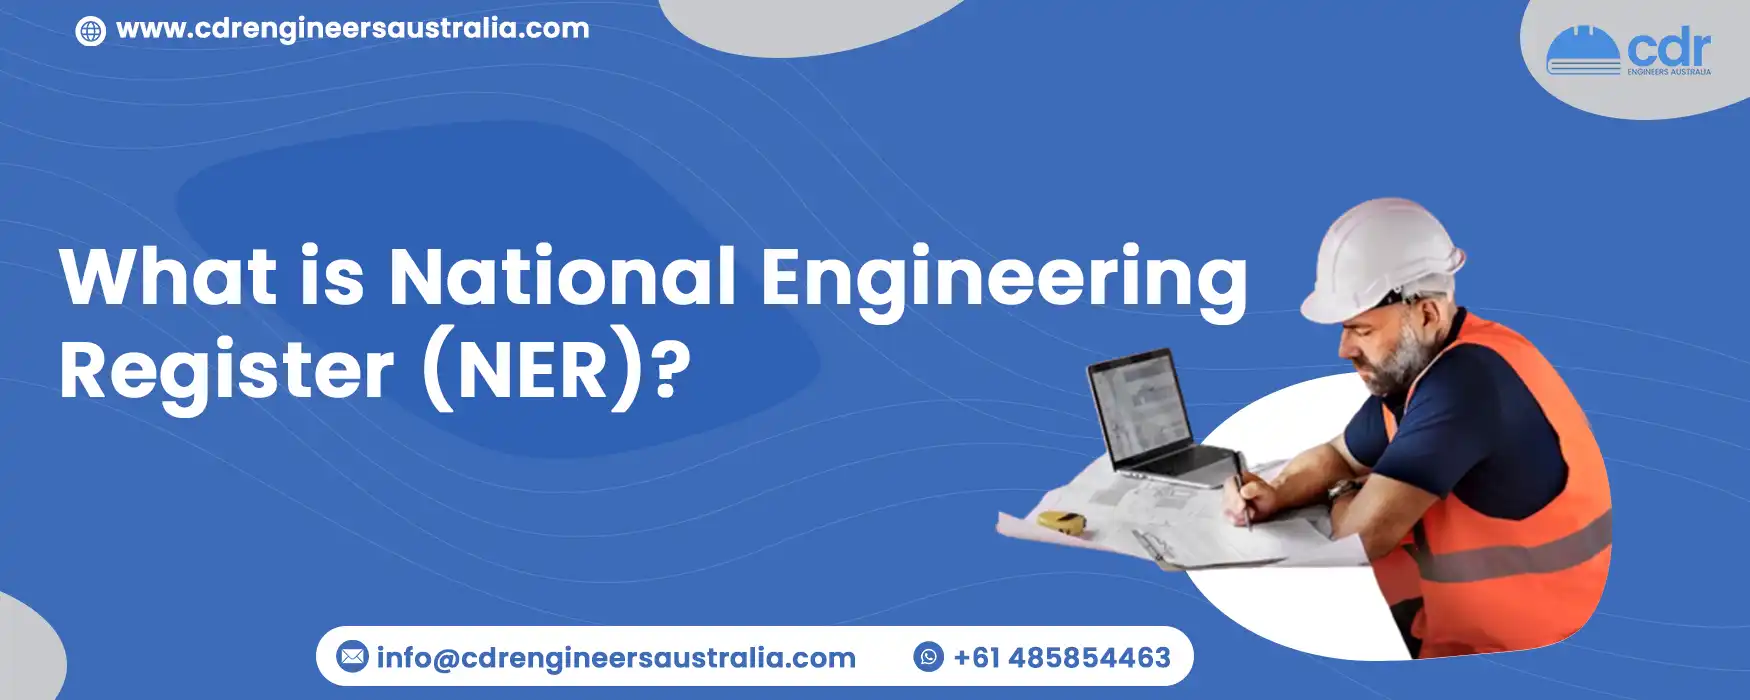 www.cdrengineersaustralia.com
cdr
ENGINEERS AUSTRALIA
What is National Engineering
Register (NER)?
info@cdrengineersaustralia.com
+61 485854463